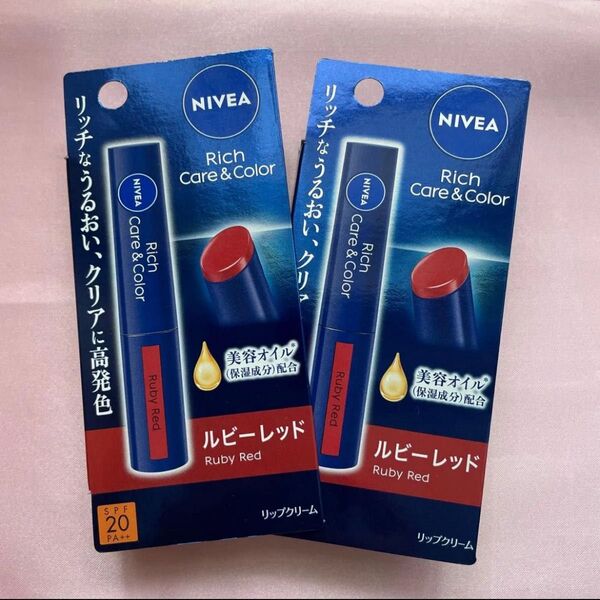 NIVEA
Rich
Care & Color
リッチなうるおい、クリアに高発色
NIVEA
Rich
Care & Color
Ruby Red
美容オイル*
(保湿成分)配合
ルビーレッド
Ruby Red
SPF
20
PA++
リップクリーム
NIVEA
Rich
Care & Color
リッチなうるおい、クリ
NIVEA
Rich
Care & Color
Ruby Red
美容オイル*
(保湿成分)配合
ルビーレッド
Ruby Red
リップクリーム